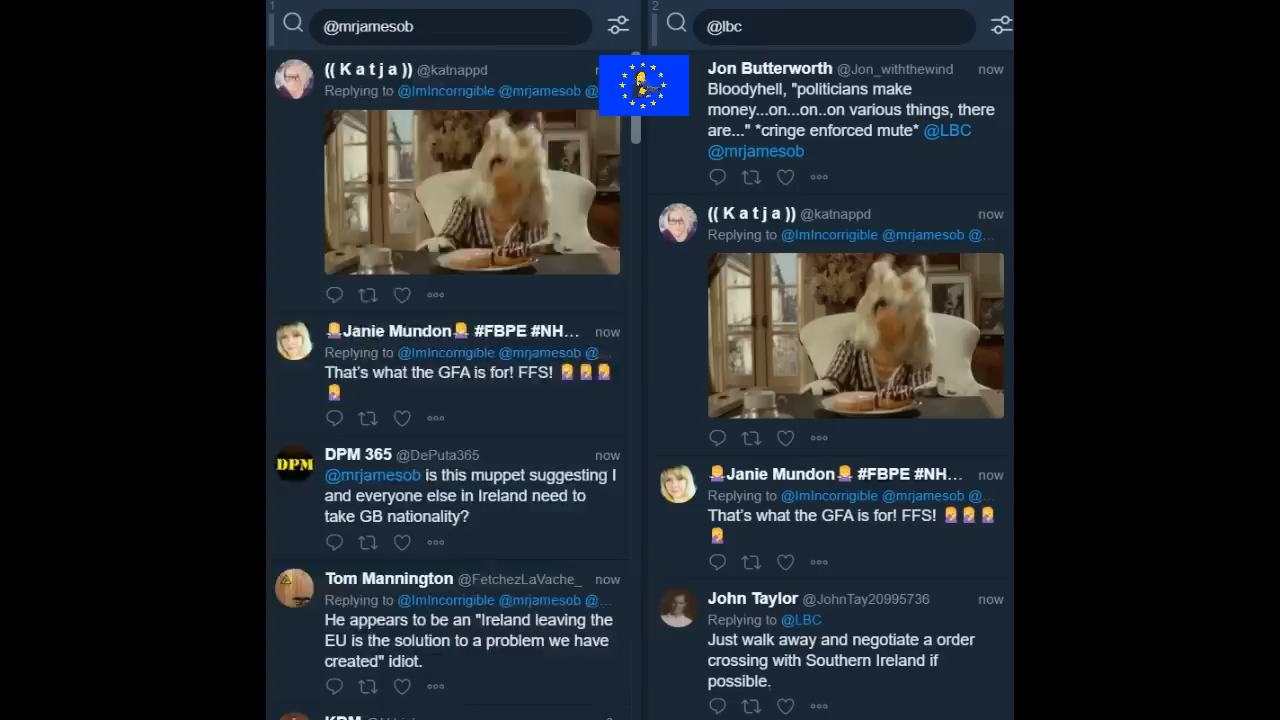 1
@mrjamesob
(( K a t j a )) @katnappd
Replying to @ImIncorrigible @mrjamesob @
💁‍♀️Janie Mundon💁‍♀️ #FBPE #NH… now
Replying to @ImIncorrigible @mrjamesob @…
That's what the GFA is for! FFS! 🤦‍♀️🤦‍♀️🤦‍♀️
🤦‍♀️
DPM
DPM 365 @DePuta365 now
@mrjamesob is this muppet suggesting I
and everyone else in Ireland need to
take GB nationality?
Tom Mannington @FetchezLaVache_ now
Replying to @ImIncorrigible @mrjamesob @…
He appears to be an "Ireland leaving the
EU is the solution to a problem we have
created" idiot.
2
@lbc
Jon Butterworth @Jon_withthewind now
Bloodyhell, "politicians make
money...on...on..on various things, there
are..." *cringe enforced mute* @LBC
@mrjamesob
(( K a t j a )) @katnappd now
Replying to @ImIncorrigible @mrjamesob @…
💁‍♀️Janie Mundon💁‍♀️ #FBPE #NH… now
Replying to @ImIncorrigible @mrjamesob @…
That's what the GFA is for! FFS! 🤦‍♀️🤦‍♀️🤦‍♀️
🤦‍♀️
John Taylor @JohnTay20995736 now
Replying to @LBC
Just walk away and negotiate a order
crossing with Southern Ireland if
possible.